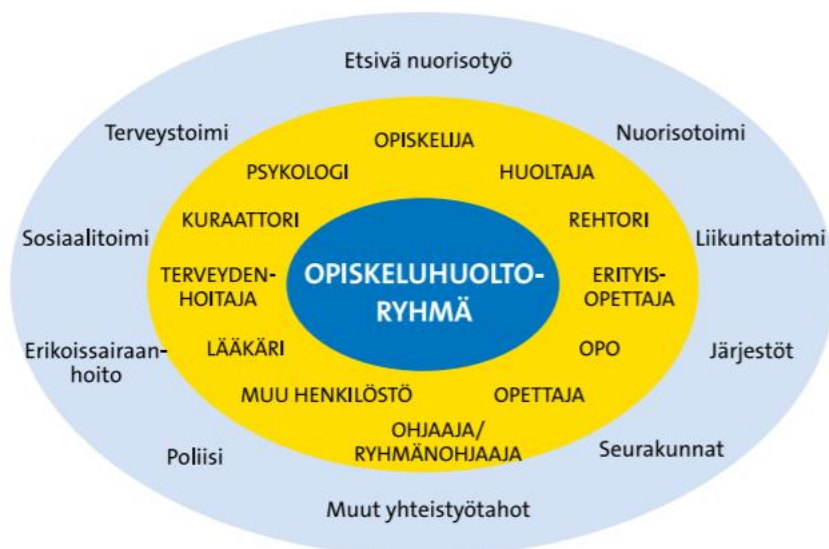 Etsivä nuorisotyö
Terveystoimi
Nuorisotoimi
OPISKELIJA
PSYKOLOGI
HUOLTAJA
KURAATTORI
REHTORI
Sosiaalitoimi
Liikuntatoimi
OPISKELUHUOLTO-
RYHMÄ
TERVEYDEN-
HOITAJA
ERITYIS-
OPETTAJA
Erikoissairaan-
hoito
LÄÄKÄRI
OPO
Järjestöt
MUU HENKILÖSTÖ
OPETTAJA
OHJAAJA/
RYHMÄNOHJAAJA
Poliisi
Seurakunnat
Muut yhteistyötahot